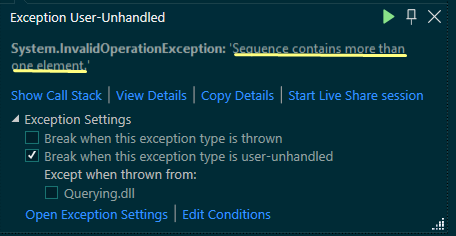 Exception User-Unhandled
System.InvalidOperationException: 'Sequence contains more than
one element.'
Show Call Stack | View Details | Copy Details | Start Live Share session
Exception Settings
Break when this exception type is thrown
Break when this exception type is user-unhandled
Except when thrown from:
Querying.dll
Open Exception Settings | Edit Conditions